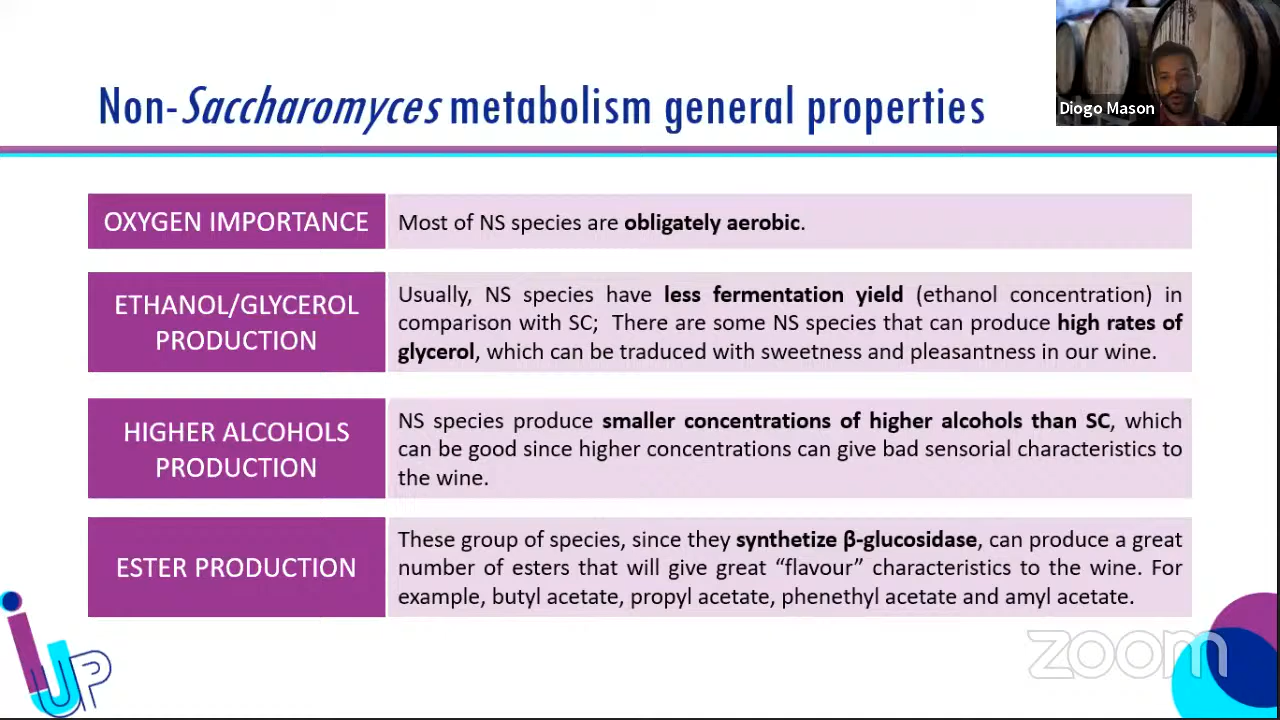 Non-Saccharomyces metabolism general properties
Diogo Mason
OXYGEN IMPORTANCE
Most of NS species are obligately aerobic.
ETHANOL/GLYCEROL
PRODUCTION
Usually, NS species have less fermentation yield (ethanol concentration) in
comparison with SC; There are some NS species that can produce high rates of
glycerol, which can be traduced with sweetness and pleasantness in our wine.
HIGHER ALCOHOLS
PRODUCTION
NS species produce smaller concentrations of higher alcohols than SC, which
can be good since higher concentrations can give bad sensorial characteristics to
the wine.
ESTER PRODUCTION
These group of species, since they synthetize β-glucosidase, can produce a great
number of esters that will give great “flavour” characteristics to the wine. For
example, butyl acetate, propyl acetate, phenethyl acetate and amyl acetate.
iUP
zoom